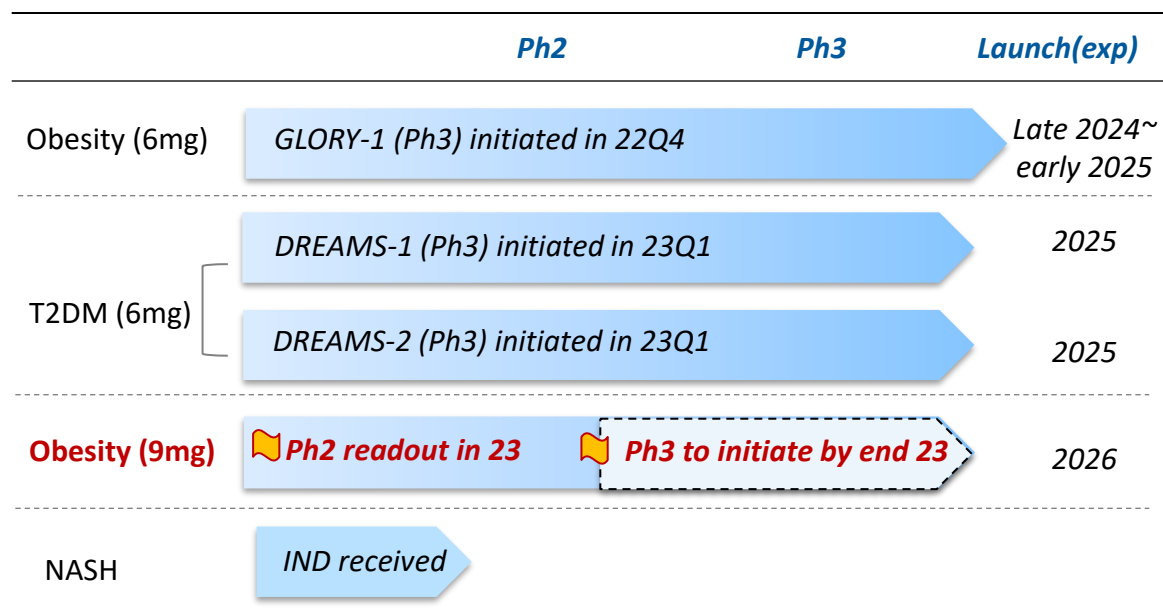 Ph2 Ph3 Launch(exp)
Obesity (6mg) GLORY-1 (Ph3) initiated in 22Q4 Late 2024~
early 2025
DREAMS-1 (Ph3) initiated in 23Q1 2025
T2DM (6mg)
DREAMS-2 (Ph3) initiated in 23Q1 2025
Obesity (9mg) Ph2 readout in 23 Ph3 to initiate by end 23 2026
NASH IND received